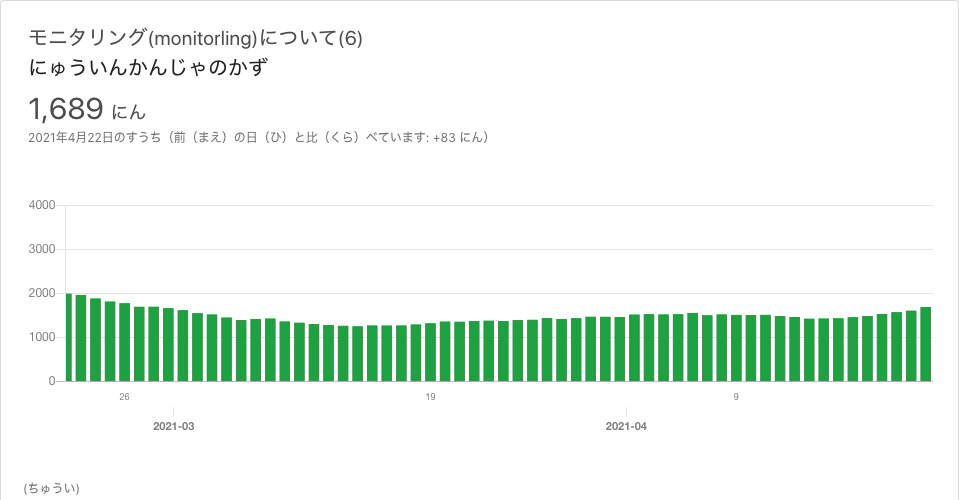 モニタリング(monitorling)について(6)
にゅういんかんじゃのかず
1,689 にん
2021年4月22日のすうち（前（まえ）の日（ひ）と比（くら）べています: +83 にん）
4000
3000
2000
1000
0
26 19 9
2021-03 2021-04
(ちゅうい)